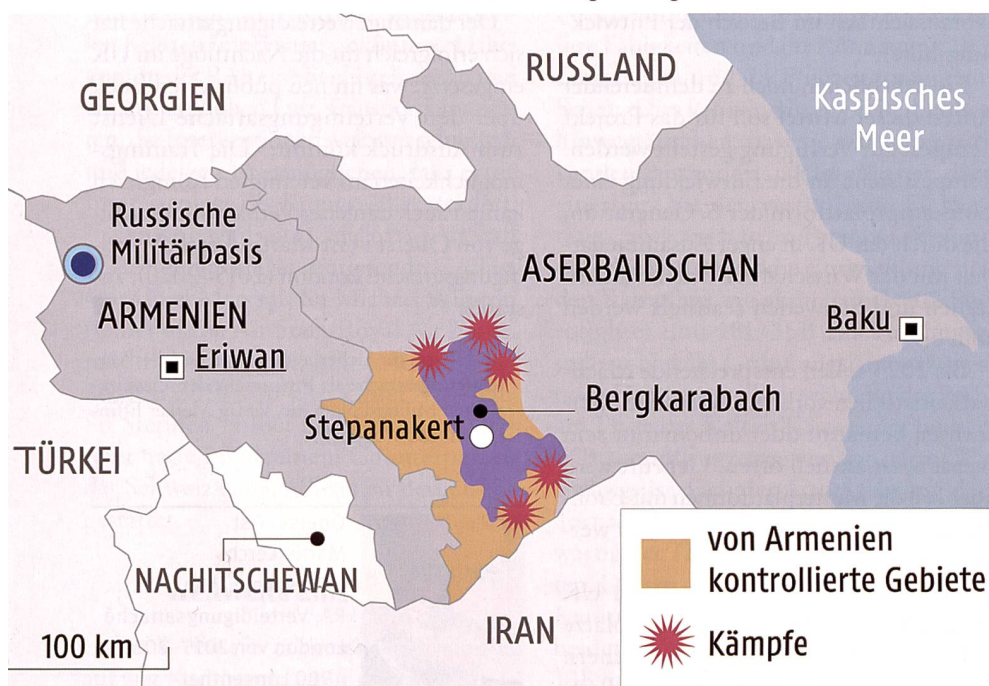 RUSSLAND
GEORGIEN
Kaspisches
Meer
Russische
Militärbasis
ASERBAIDSCHAN
ARMENIEN
Baku
Eriwan
Bergkarabach
Stepanakert
TÜRKEI
NACHITSCHEWAN
IRAN
100 km
von Armenien
kontrollierte Gebiete
Kämpfe